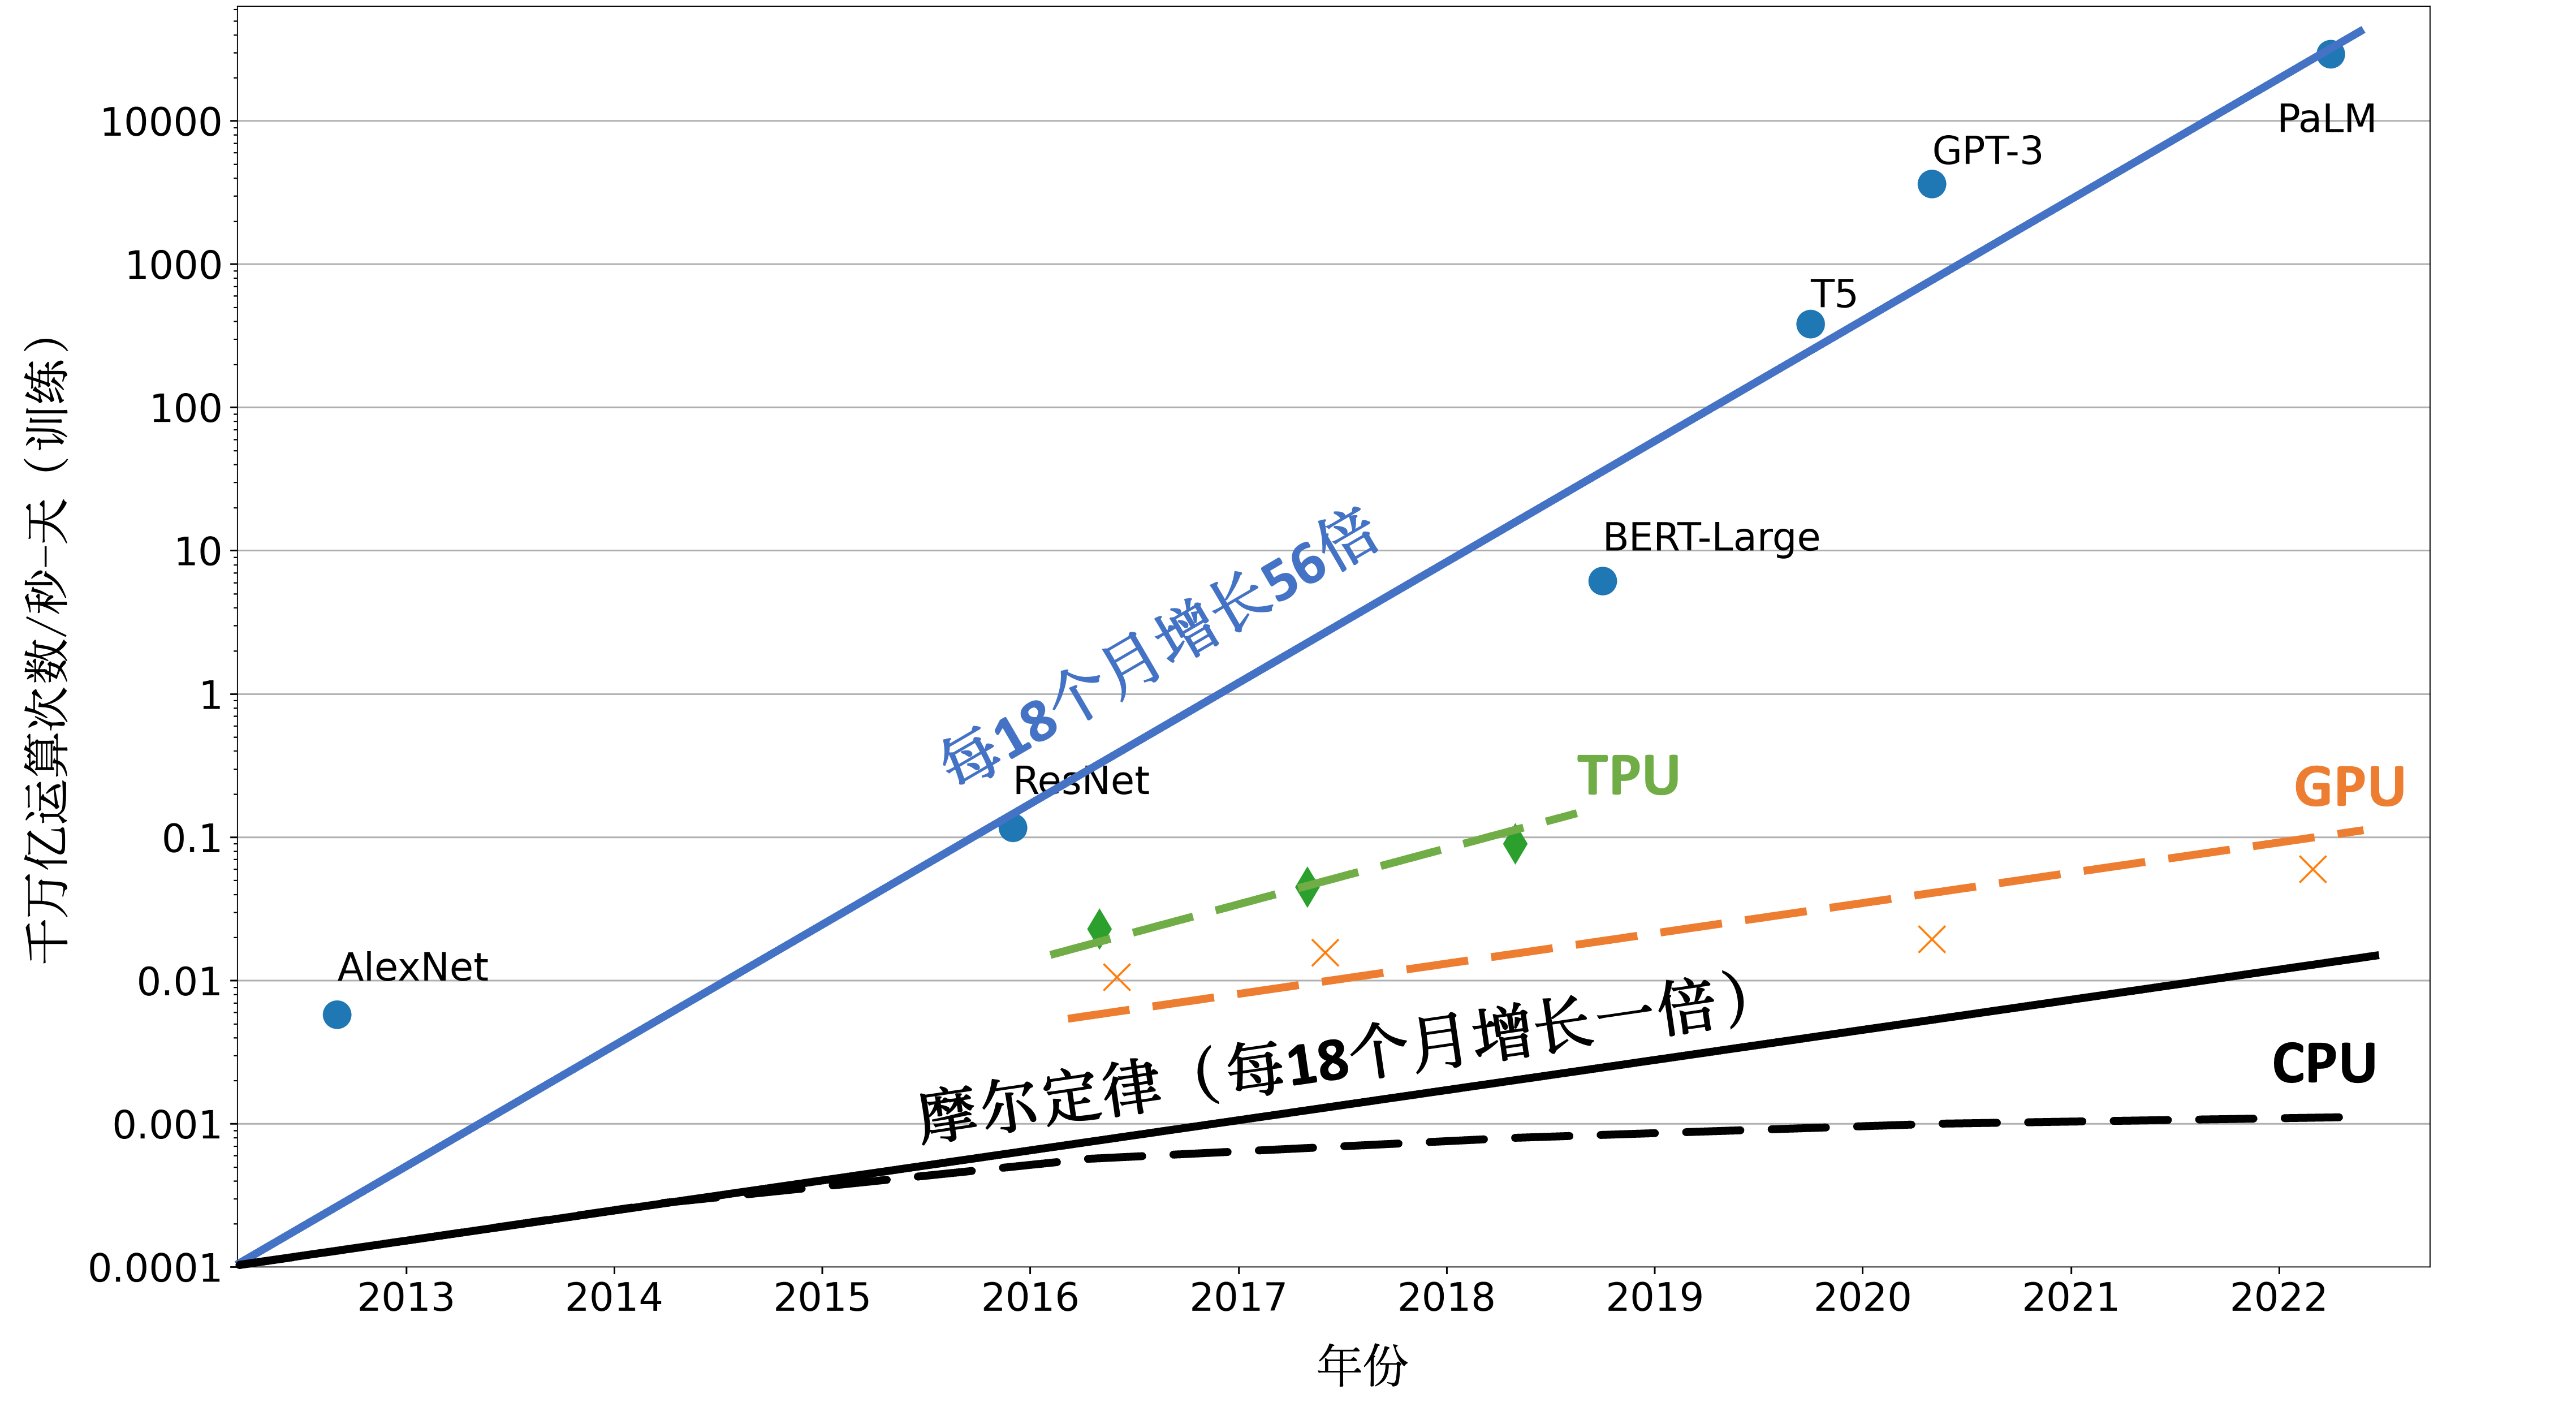 10000
1000
100
10
1
0.1
0.01
0.001
0.0001
千万亿运算次数/秒-天（训练）
PaLM
GPT-3
T5
BERT-Large
每18个月增长56倍
ResNet
TPU
GPU
AlexNet
摩尔定律（每18个月增长一倍）
CPU
2013 2014 2015 2016 2017 2018 2019 2020 2021 2022
年份